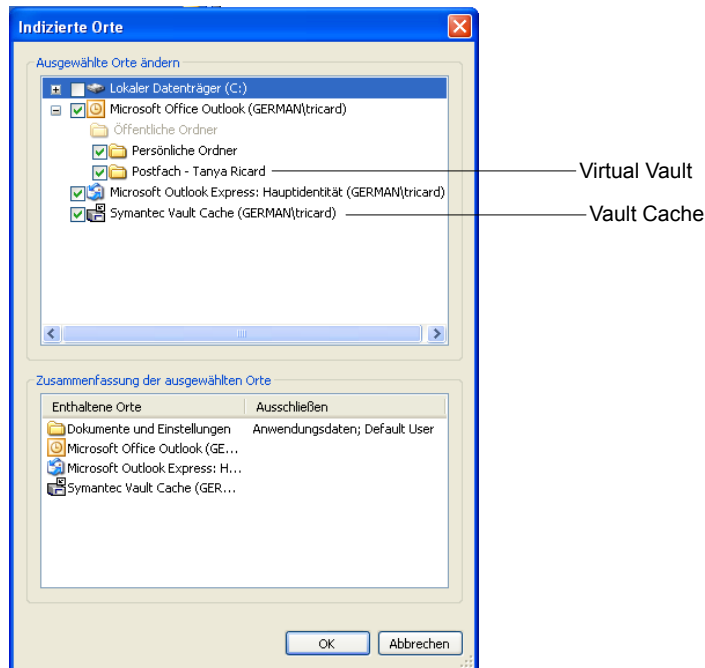 Indizierte Orte
Ausgewählte Orte ändern
Lokaler Datenträger (C:)
Microsoft Office Outlook (GERMAN\tricard)
Öffentliche Ordner
Persönliche Ordner
Postfach - Tanya Ricard
Virtual Vault
Microsoft Outlook Express: Hauptidentität (GERMAN\tricard)
Symantec Vault Cache (GERMAN\tricard)
Vault Cache
Zusammenfassung der ausgewählten Orte
Enthaltene Orte Ausschließen
Dokumente und Einstellungen Anwendungsdaten; Default User
Microsoft Office Outlook (GE...
Microsoft Outlook Express: H...
Symantec Vault Cache (GER...
OK Abbrechen